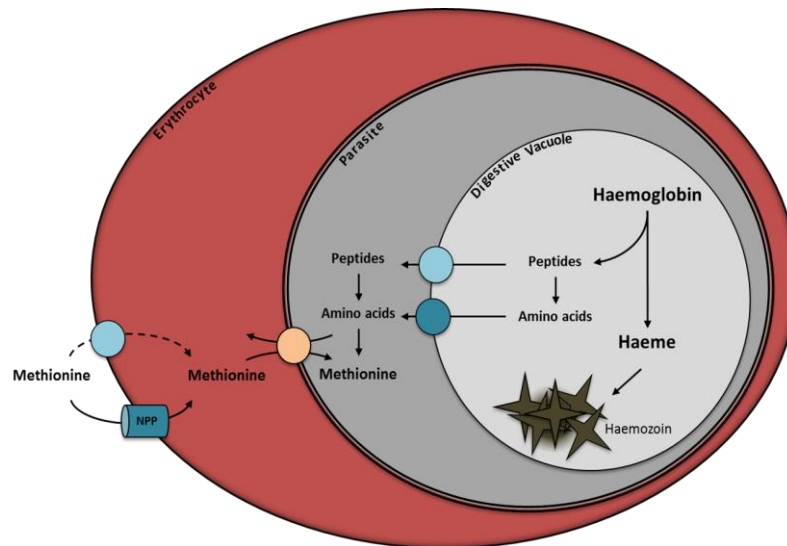 Erythrocyte
Parasite
Digestive Vacuole
Haemoglobin
Peptides
Peptides
Amino acids
Amino acids
Haeme
Methionine
Methionine
Methionine
NPP
Haemozoin